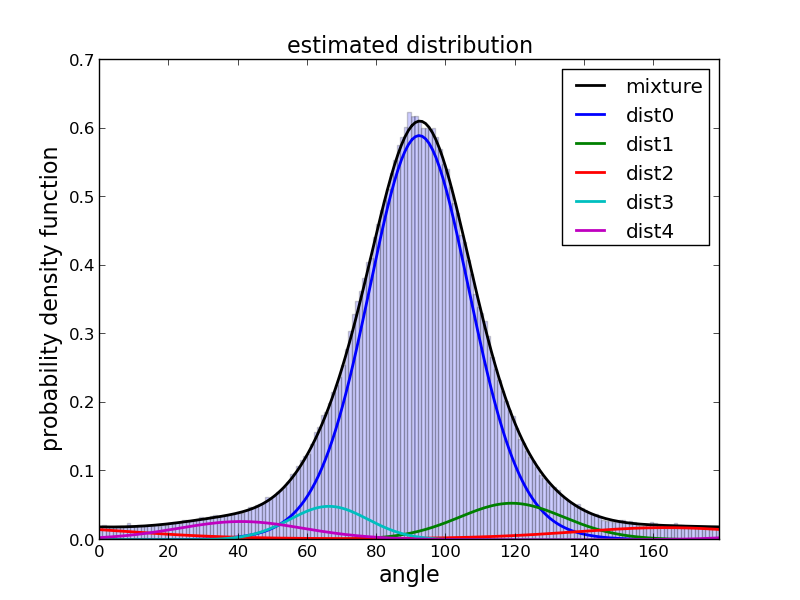 estimated distribution
0.7
0.6
0.5
0.4
0.3
0.2
0.1
0.0
probability density function
mixture
dist0
dist1
dist2
dist3
dist4
0 20 40 60 80 100 120 140 160
angle